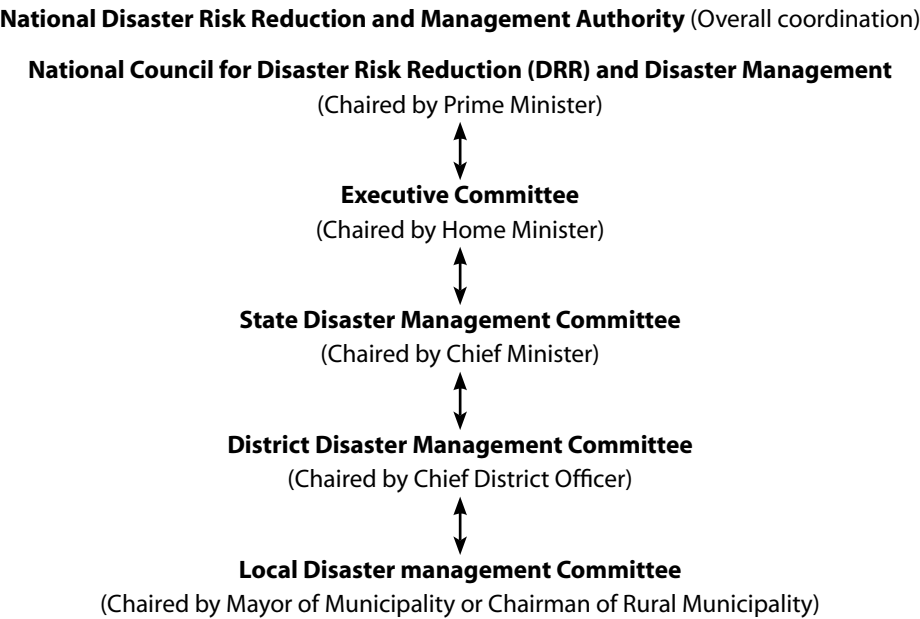 National Disaster Risk Reduction and Management Authority (Overall coordination)
National Council for Disaster Risk Reduction (DRR) and Disaster Management
(Chaired by Prime Minister)
Executive Committee
(Chaired by Home Minister)
State Disaster Management Committee
(Chaired by Chief Minister)
District Disaster Management Committee
(Chaired by Chief District Officer)
Local Disaster management Committee
(Chaired by Mayor of Municipality or Chairman of Rural Municipality)